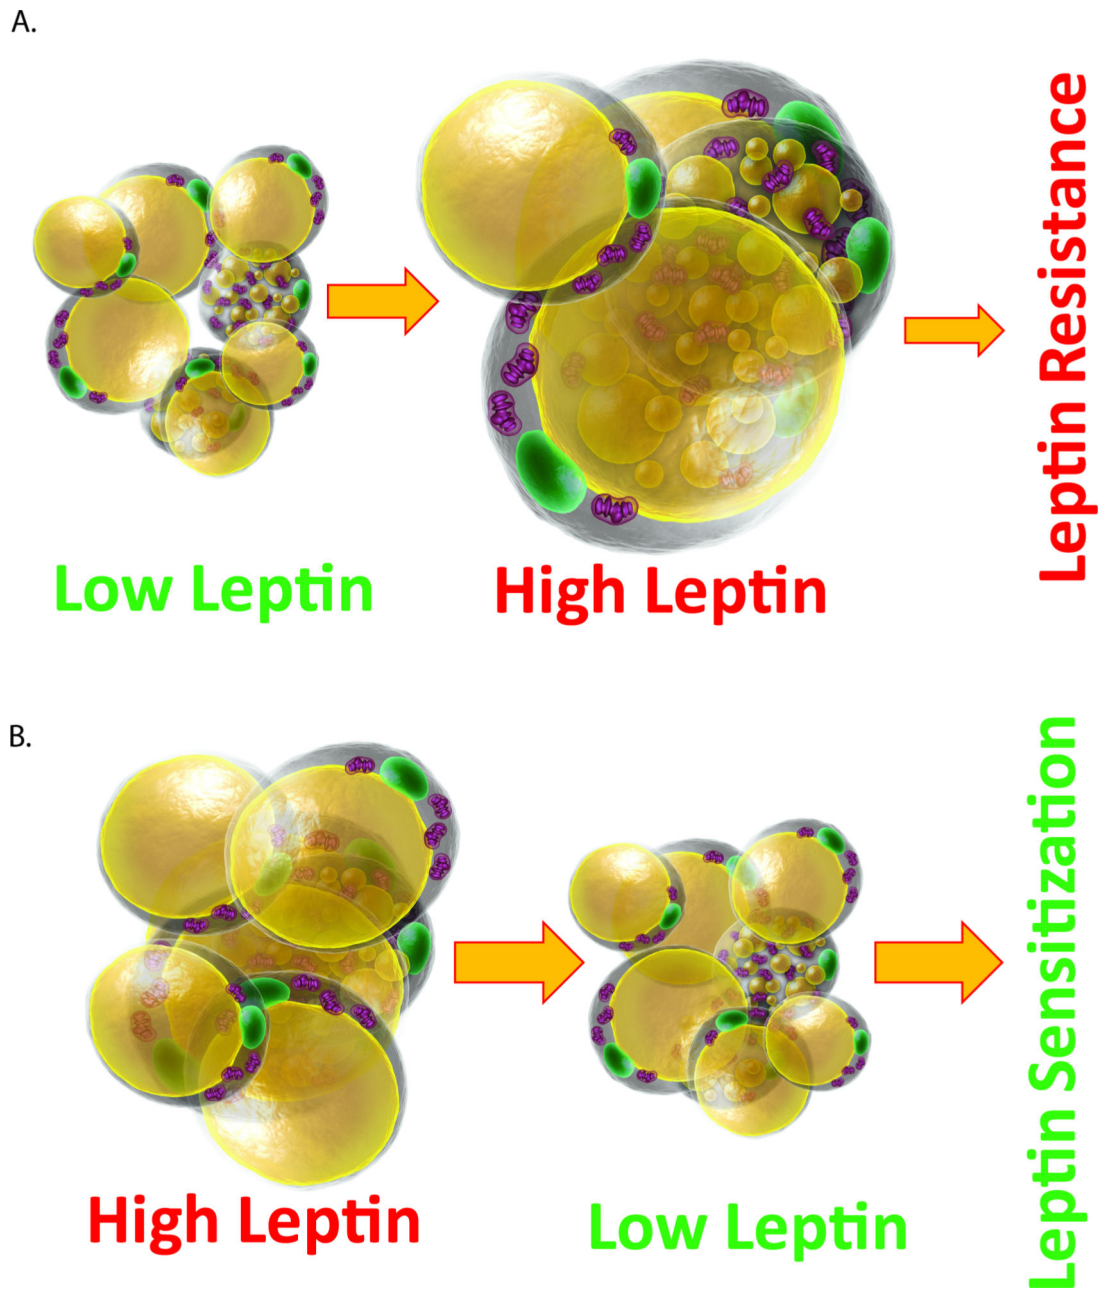 A.
Low Leptin
High Leptin
Leptin Resistance
B.
High Leptin
Low Leptin
Leptin Sensitization